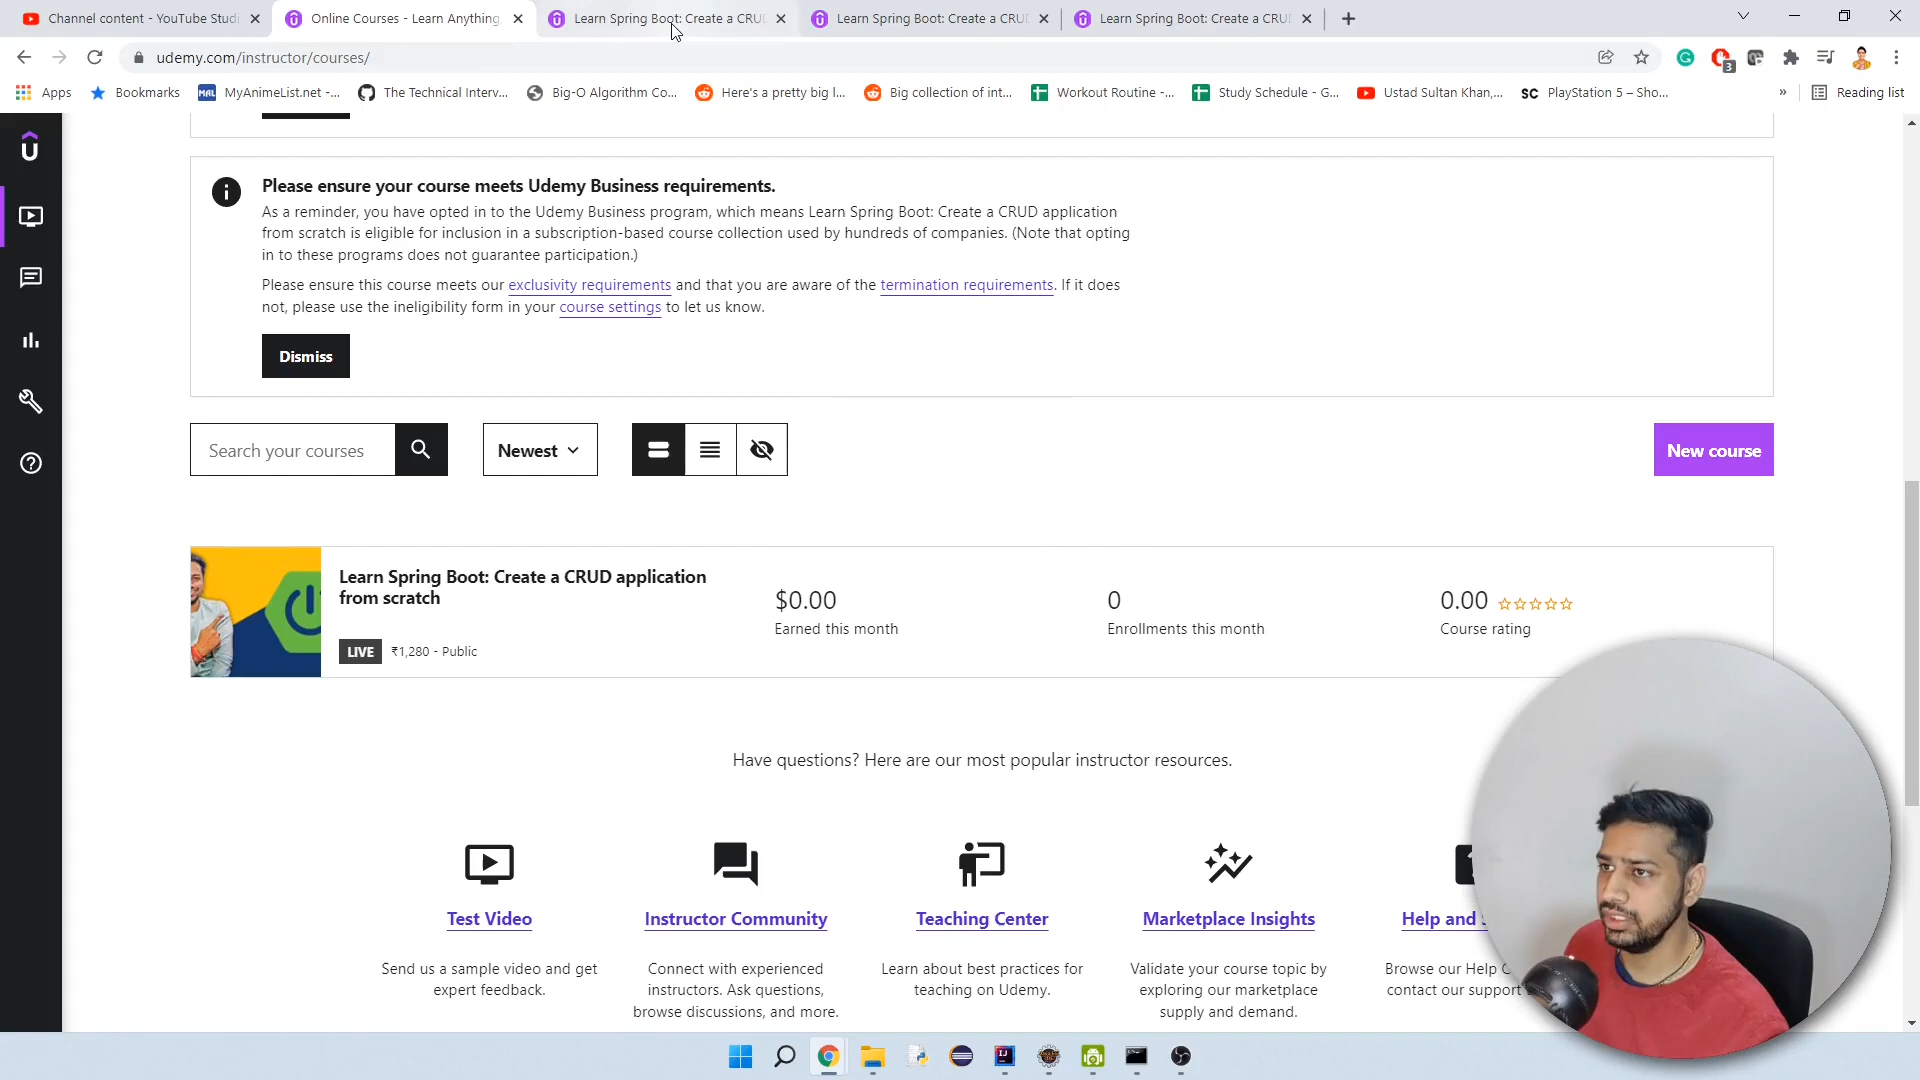 Channel content - YouTube Studi
Online Courses - Learn Anything
Learn Spring Boot: Create a CRU
Learn Spring Boot: Create a CRUD
Learn Spring Boot: Create a CRU
udemy.com/instructor/courses/
3
Apps
Bookmarks
MAL MyAnimeList.net -...
The Technical Interv...
Big-O Algorithm Co...
Here's a pretty big l...
Big collection of int...
Workout Routine -...
Study Schedule - G...
Ustad Sultan Khan,...
SC PlayStation 5 – Sho...
»
Reading list
Please ensure your course meets Udemy Business requirements.
As a reminder, you have opted in to the Udemy Business program, which means Learn Spring Boot: Create a CRUD application
from scratch is eligible for inclusion in a subscription-based course collection used by hundreds of companies. (Note that opting
in to these programs does not guarantee participation.)
Please ensure this course meets our exclusivity requirements and that you are aware of the termination requirements. If it does
not, please use the ineligibility form in your course settings to let us know.
Dismiss
Search your courses
Newest
New course
Learn Spring Boot: Create a CRUD application
from scratch
LIVE ₹1,280 - Public
$0.00
Earned this month
0
Enrollments this month
0.00
Course rating
Have questions? Here are our most popular instructor resources.
Test Video
Instructor Community
Teaching Center
Marketplace Insights
Help and S
Send us a sample video and get
expert feedback.
Connect with experienced
instructors. Ask questions,
browse discussions, and more.
Learn about best practices for
teaching on Udemy.
Validate your course topic by
exploring our marketplace
supply and demand.
Browse our Help C
contact our support